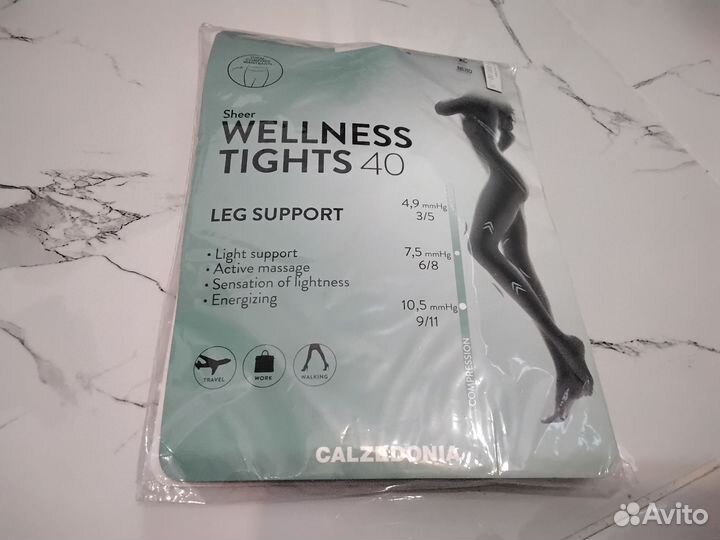 NERO
Sheer
WELLNESS
TIGHTS 40
LEG SUPPORT
4,9 mmHg
3/5
• Light support
• Active massage
• Sensation of lightness
• Energizing
7,5 mmHg
6/8
10,5 mmHg
9/11
COMPRESSION
TRAVEL
WORK
WALKING
CALZEDONIA
Avito